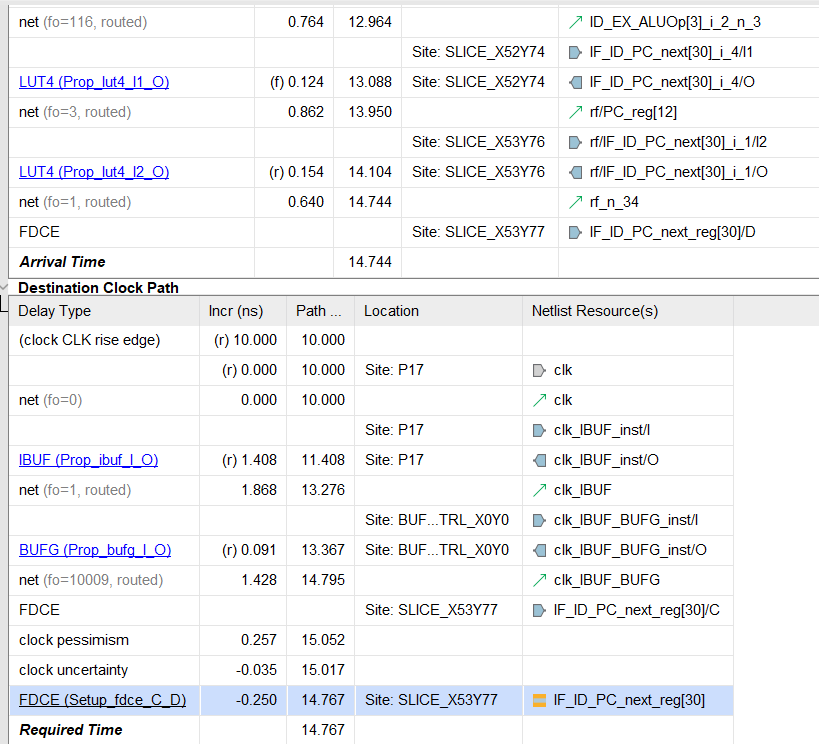 net (fo=116, routed) 0.764 12.964 ID_EX_ALUOp[3]_i_2_n_3
Site: SLICE_X52Y74 IF_ID_PC_next[30]_i_4/I1
LUT4 (Prop_lut4_I1_O) (f) 0.124 13.088 Site: SLICE_X52Y74 IF_ID_PC_next[30]_i_4/O
net (fo=3, routed) 0.862 13.950 rf/PC_reg[12]
Site: SLICE_X53Y76 rf/IF_ID_PC_next[30]_i_1/I2
LUT4 (Prop_lut4_I2_O) (r) 0.154 14.104 Site: SLICE_X53Y76 rf/IF_ID_PC_next[30]_i_1/O
net (fo=1, routed) 0.640 14.744 rf_n_34
FDCE Site: SLICE_X53Y77 IF_ID_PC_next_reg[30]/D
Arrival Time 14.744
Destination Clock Path
Delay Type Incr (ns) Path ... Location Netlist Resource(s)
(clock CLK rise edge) (r) 10.000 10.000
(r) 0.000 10.000 Site: P17 clk
net (fo=0) 0.000 10.000 clk
Site: P17 clk_IBUF_inst/I
IBUF (Prop_ibuf_I_O) (r) 1.408 11.408 Site: P17 clk_IBUF_inst/O
net (fo=1, routed) 1.868 13.276 clk_IBUF
Site: BUF...TRL_X0Y0 clk_IBUF_BUFG_inst/I
BUFG (Prop_bufg_I_O) (r) 0.091 13.367 Site: BUF...TRL_X0Y0 clk_IBUF_BUFG_inst/O
net (fo=10009, routed) 1.428 14.795 clk_IBUF_BUFG
FDCE Site: SLICE_X53Y77 IF_ID_PC_next_reg[30]/C
clock pessimism 0.257 15.052
clock uncertainty -0.035 15.017
FDCE (Setup_fdce_C_D) -0.250 14.767 Site: SLICE_X53Y77 IF_ID_PC_next_reg[30]
Required Time 14.767